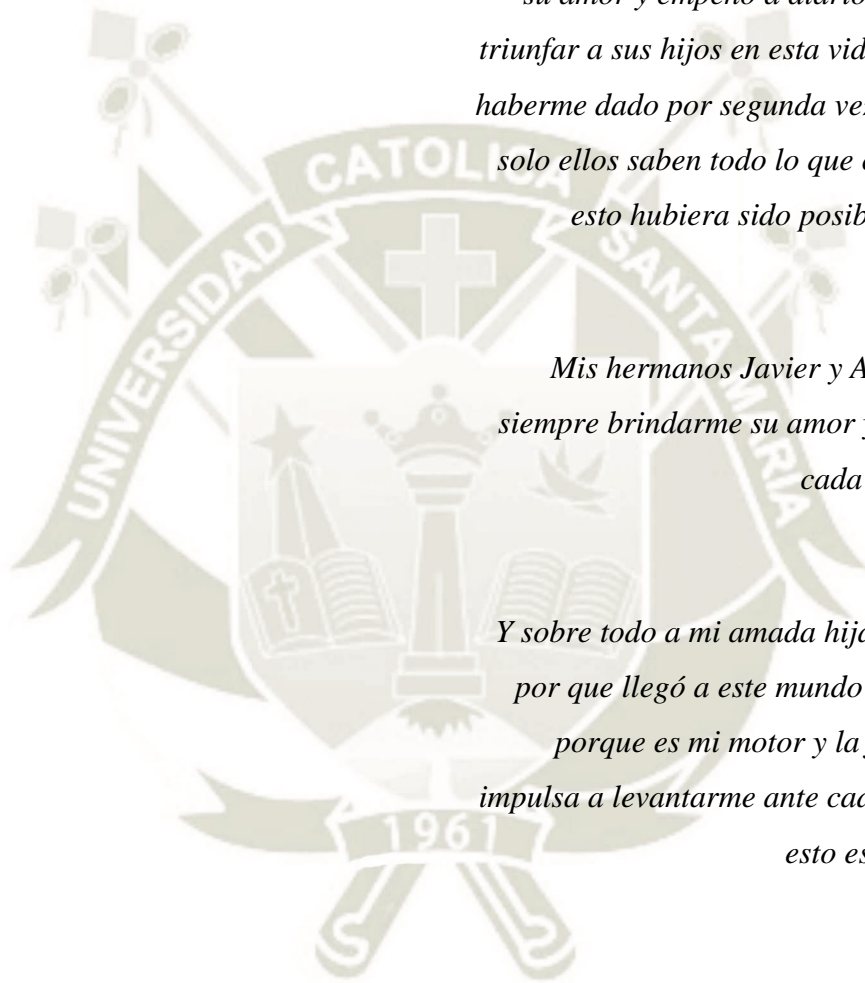 su amor y empeño a diario
triunfar a sus hijos en esta vid
haberme dado por segunda ve
solo ellos saben todo lo que
esto hubiera sido posib
Mis hermanos Javier y A
siempre brindarme su amor y
cada
Y sobre todo a mi amada hij
por que llegó a este mundo
porque es mi motor y la
impulsa a levantarme ante ca
esto es
UNIVERSIDAD CATOLICA SANTA MARIA
1961